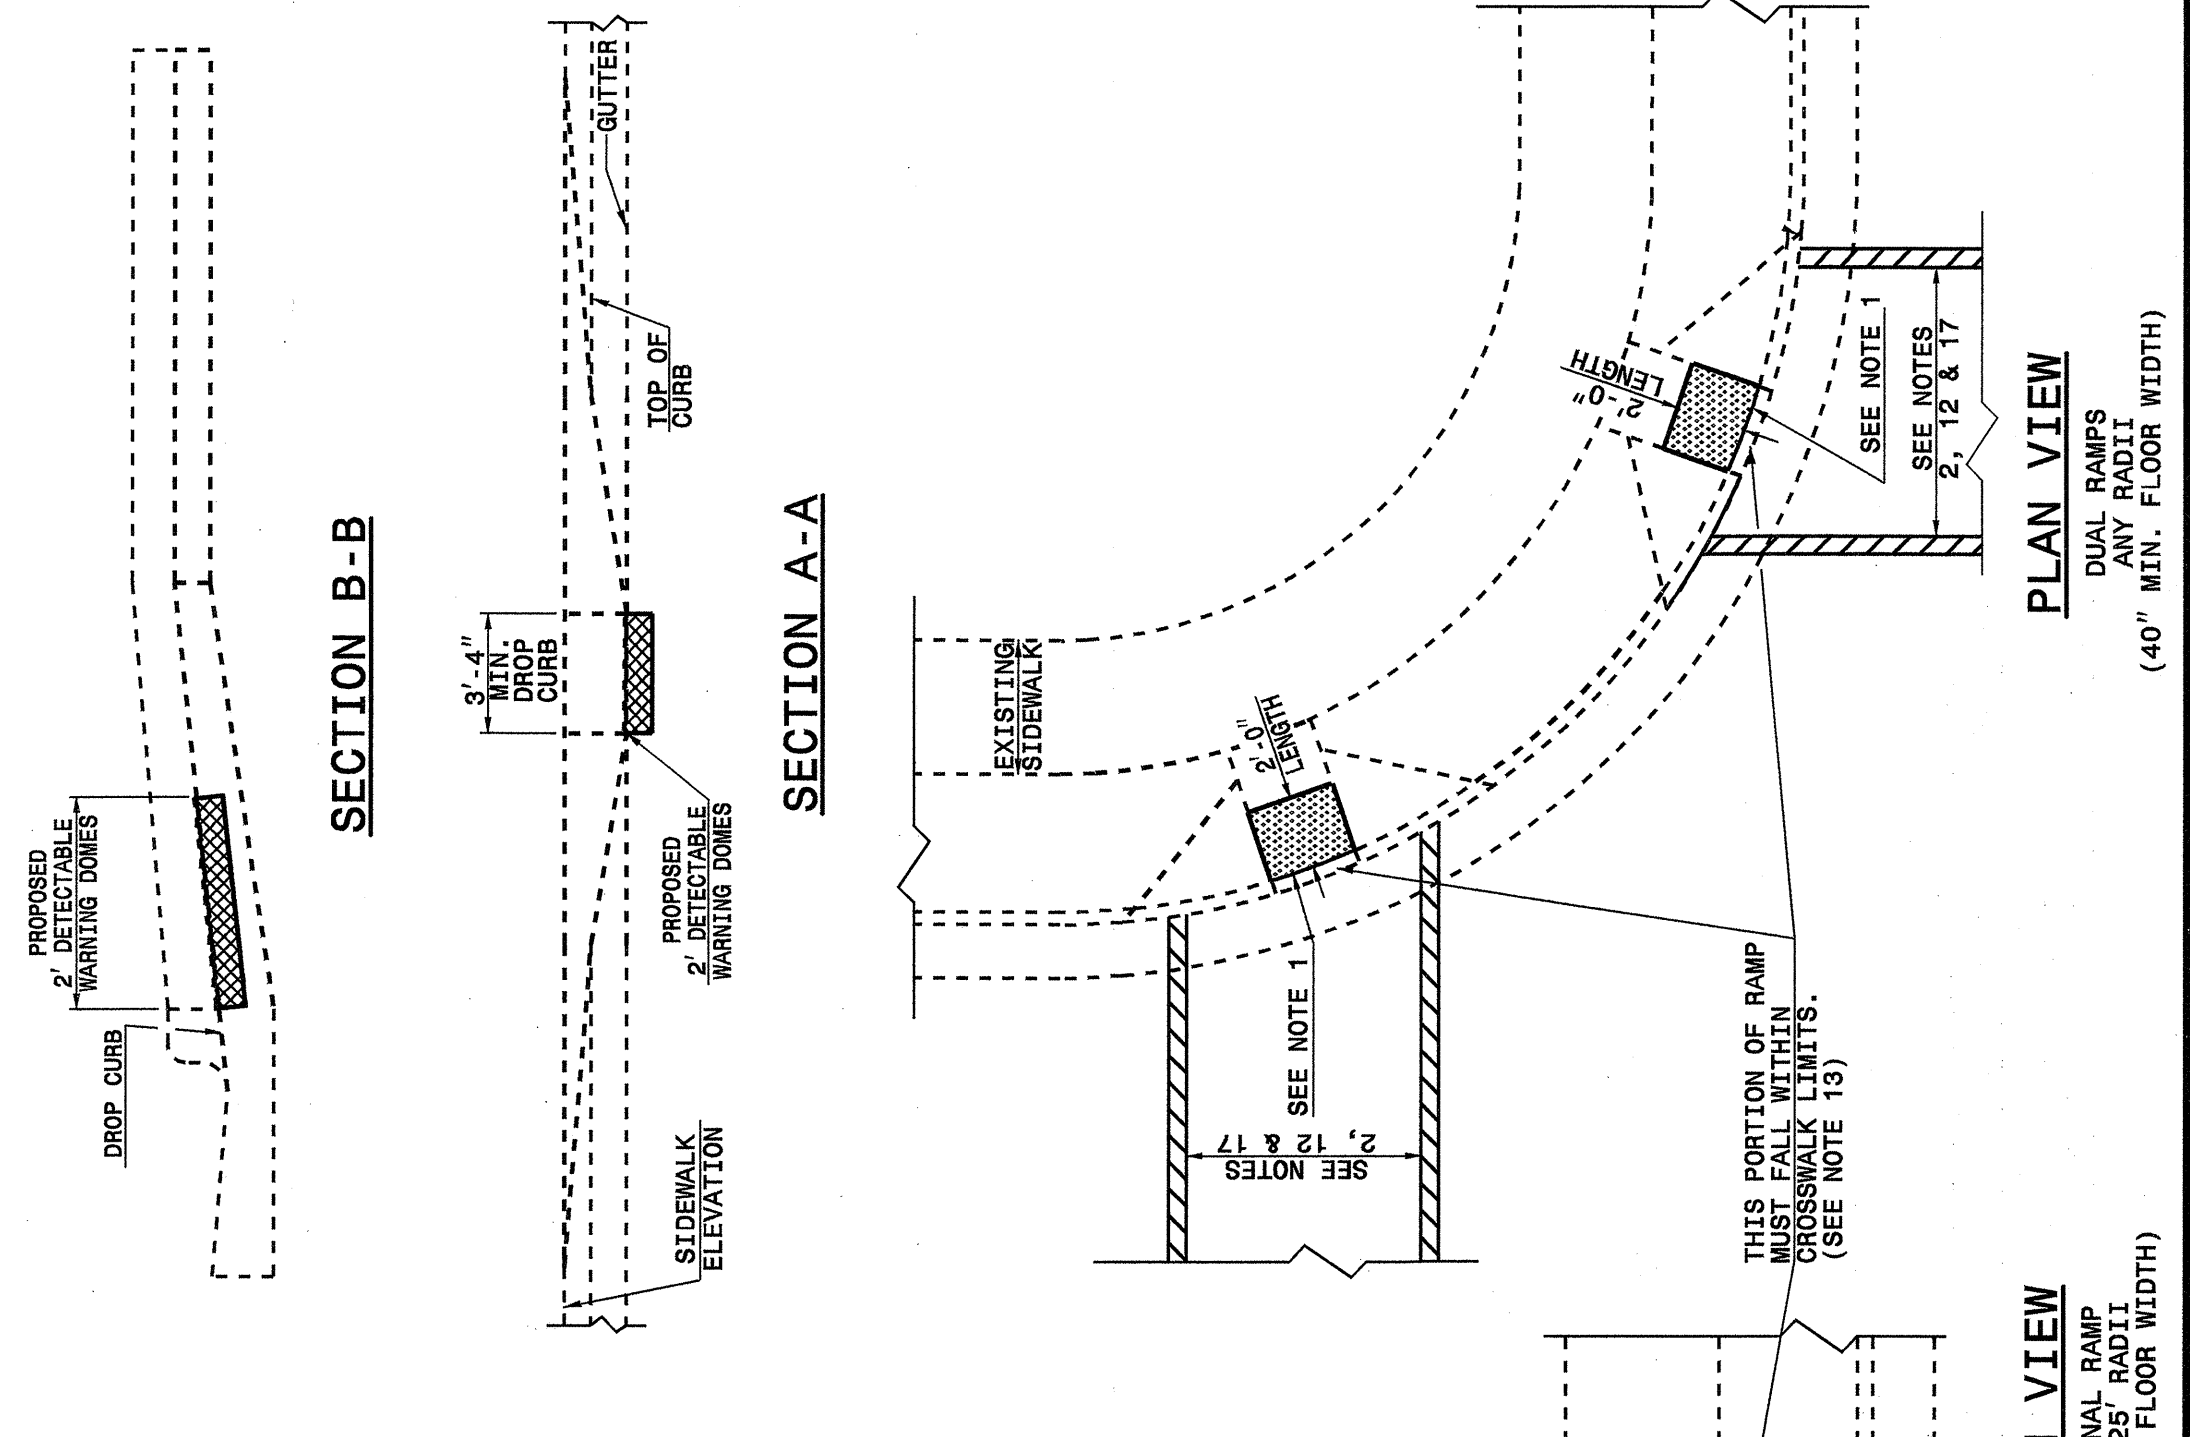 PROPOSED
2' DETECTABLE
WARNING DOMES
DROP CURB
SECTION B-B
3'-4"
MIN.
DROP
CURB
GUTTER
TOP OF
CURB
PROPOSED
2' DETECTABLE
WARNING DOMES
SIDEWALK
ELEVATION
SECTION A-A
EXISTING
SIDEWALK
2'-0"
LENGTH
2'-0"
LENGTH
SEE NOTE 1
SEE NOTES
2, 12 & 17
SEE NOTE 1
SEE NOTES
2, 12 & 17
THIS PORTION OF RAMP
MUST FALL WITHIN
CROSSWALK LIMITS.
(SEE NOTE 13)
PLAN VIEW
DUAL RAMPS
ANY RADII
(40" MIN. FLOOR WIDTH)
VIEW
NAL RAMP
25' RADII
FLOOR WIDTH)